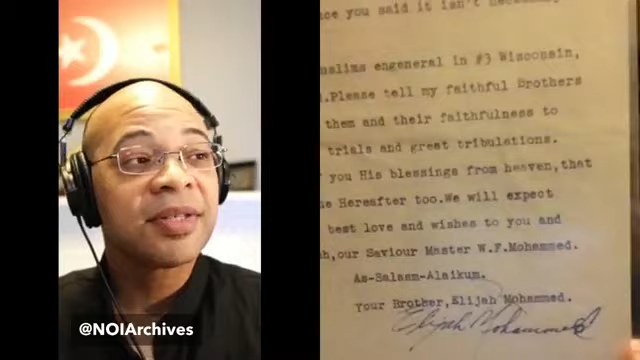 you said it isn't
engeneral in #3 Wisconsin,
.Please tell my faithful Brothers
them and their faithfulness to
trials and great tribulations.
you His blessings from heaven,that
Hereafter too.We will expect
best love and wishes to you and
,our Saviour Master W.F.Mohammed.
As-Salaam-Alaikum.
Your Brother,Elijah Mohammed.
Elijah Mohammed
@NOIArchives